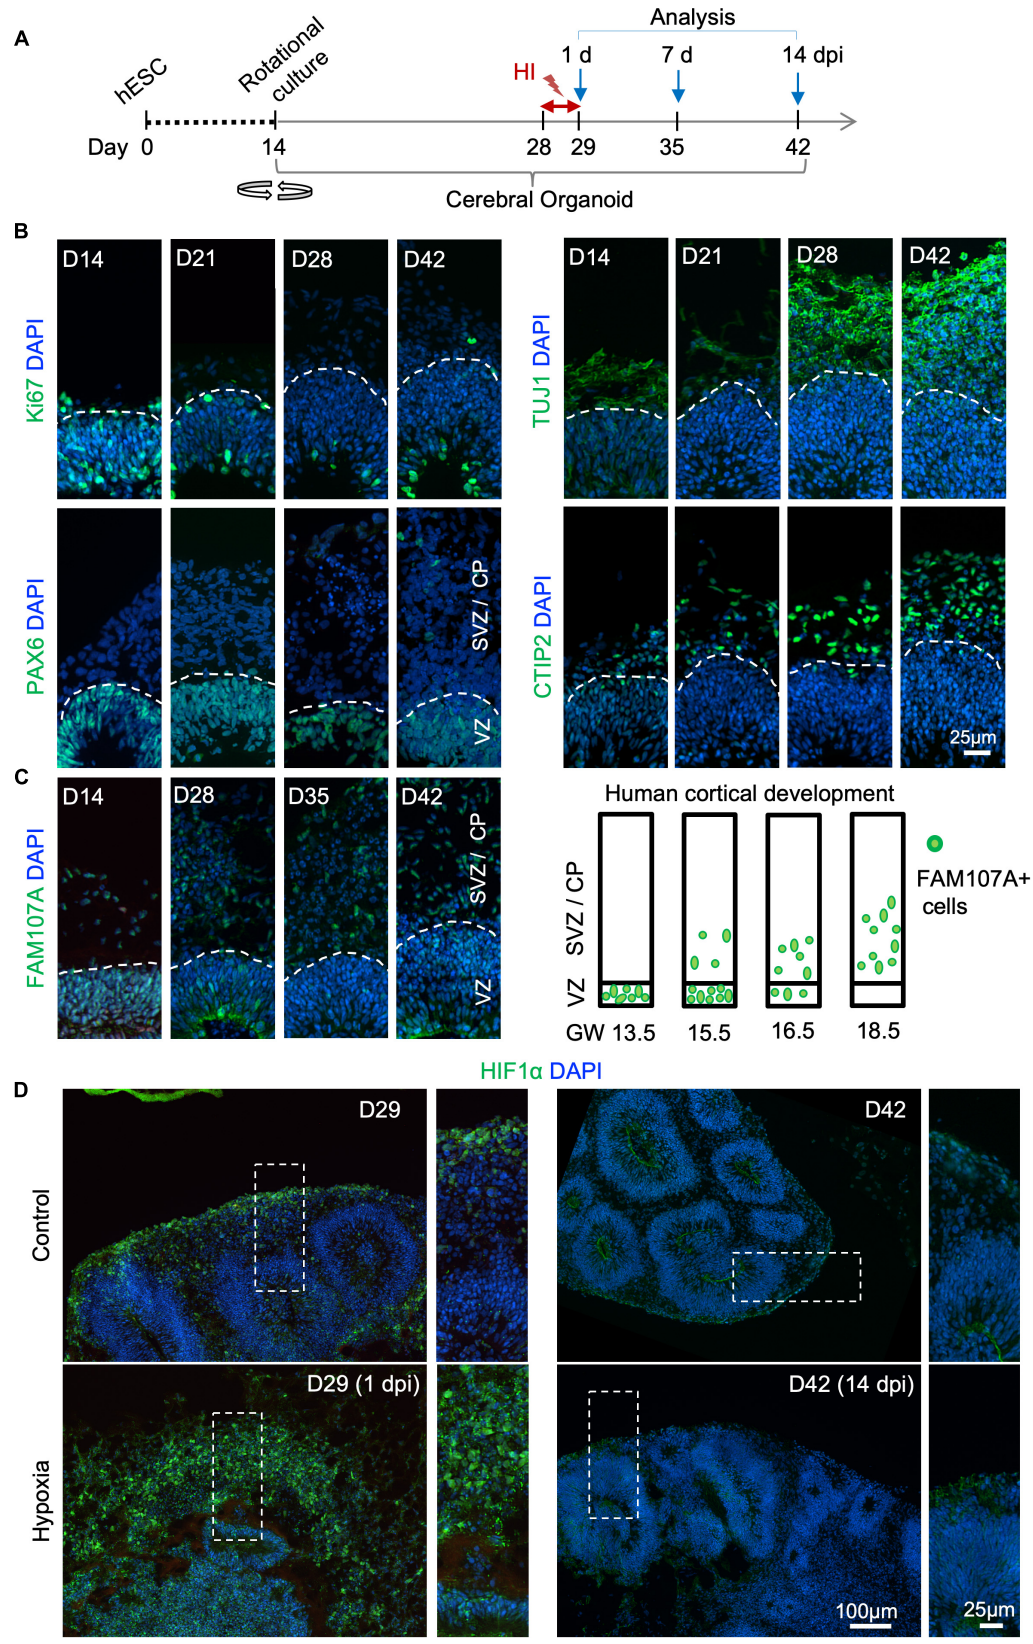 A
Analysis
hESC
Rotational
culture
HI
1 d
7 d
14 dpi
Day 0 14 28 29 35 42
Cerebral Organoid
B
Ki67 DAPI
D14 D21 D28 D42
TUJ1 DAPI
D14 D21 D28 D42
PAX6 DAPI
SVZ / CP
VZ
CTIP2 DAPI
25µm
C
FAM107A DAPI
D14 D28 D35 D42
SVZ / CP
VZ
Human cortical development
SVZ / CP
VZ
FAM107A+
cells
GW 13.5 15.5 16.5 18.5
HIF1α DAPI
D
Control
D29
D42
Hypoxia
D29 (1 dpi)
D42 (14 dpi)
100µm
25µm